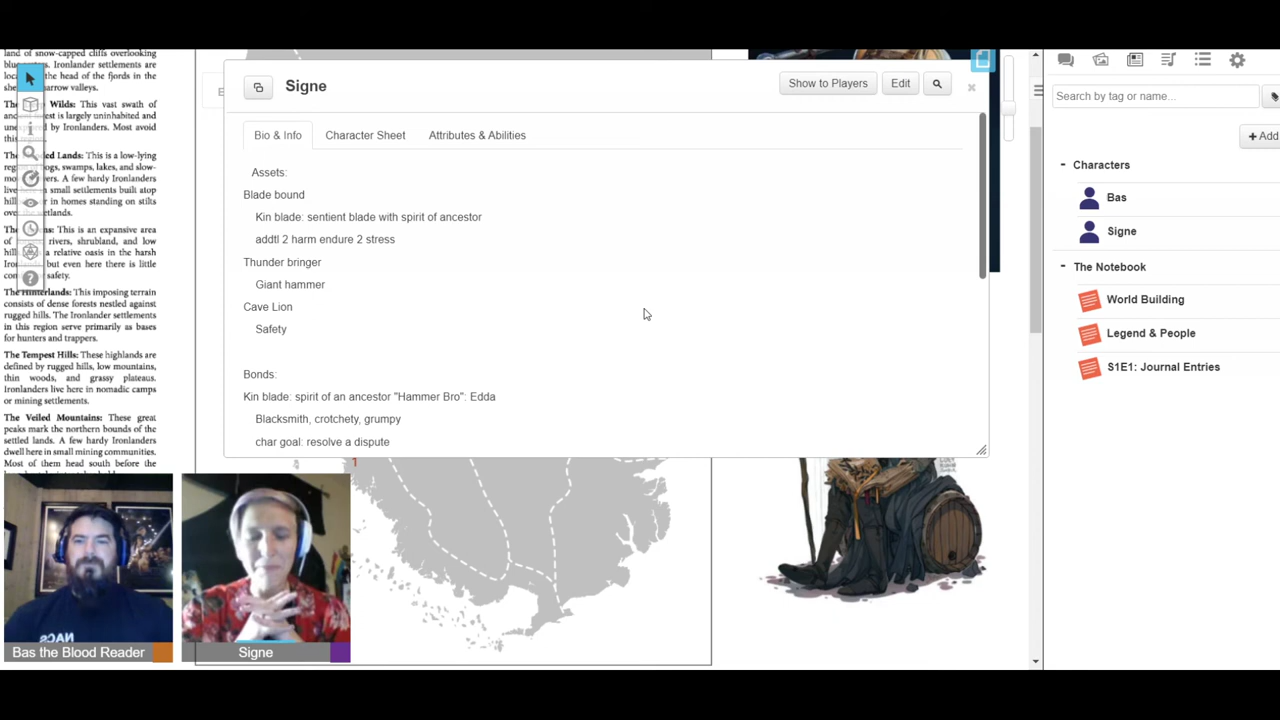 land of snow-capped cliffs overlooking
Ironlander settlements are
the head of the fjords in the
narrow valleys.
Wilds: This vast swath of
is largely uninhabited and
by Ironlanders. Most avoid
Lands: This is a low-lying
swamps, lakes, and slow-
A few hardy Ironlanders
small settlements built atop
in homes standing on stilts
This is an expansive area
rivers, shrubland, and low
a relative oasis in the harsh
but even here there is little
safety.
The Hinterlands: This imposing terrain
consists of dense forests nestled against
rugged hills. The Ironlander settlements
in this region serve primarily as bases
for hunters and trappers.
The Tempest Hills: These highlands are
defined by rugged hills, low mountains,
thin woods, and grassy plateaus.
Ironlanders live here in nomadic camps
or mining settlements.
The Veiled Mountains: These great
peaks mark the northern borders of the
settled lands. A few hardy Ironlanders
dwell here in small mining communities.
Most of them head south before the
Signe
Show to Players
Edit
Bio & Info
Character Sheet
Attributes & Abilities
Assets:
Blade bound
Kin blade: sentient blade with spirit of ancestor
addtl 2 harm endure 2 stress
Thunder bringer
Giant hammer
Cave Lion
Safety
Bonds:
Kin blade: spirit of an ancestor "Hammer Bro": Edda
Blacksmith, crotchety, grumpy
char goal: resolve a dispute
1
Search by tag or name...
+ Add
- Characters
Bas
Signe
- The Notebook
World Building
Legend & People
S1E1: Journal Entries
NACS
Bas the Blood Reader
Signe